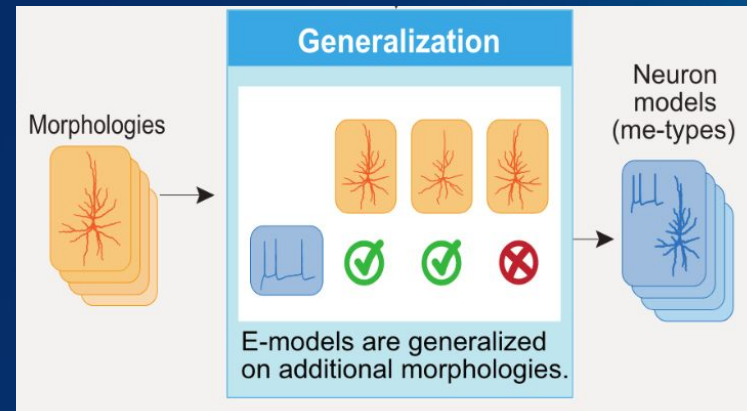 Generalization
Morphologies
Neuron
models
(me-types)
E-models are generalized
on additional morphologies.